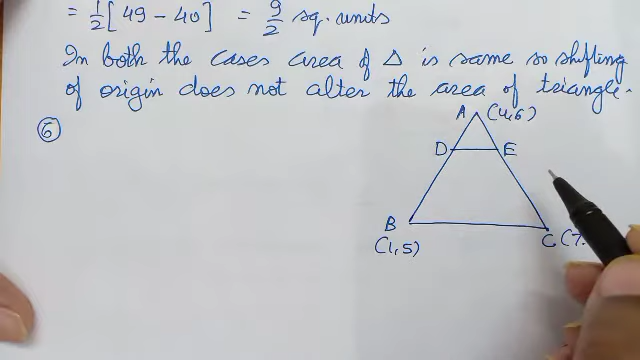 = 1/2 [49 - 40] = 9/2 sq. units
In both the cases area of Δ is same so shifting
of origin does not alter the area of triangle.
6
A (4,6)
D E
B C (7,
(1,5)